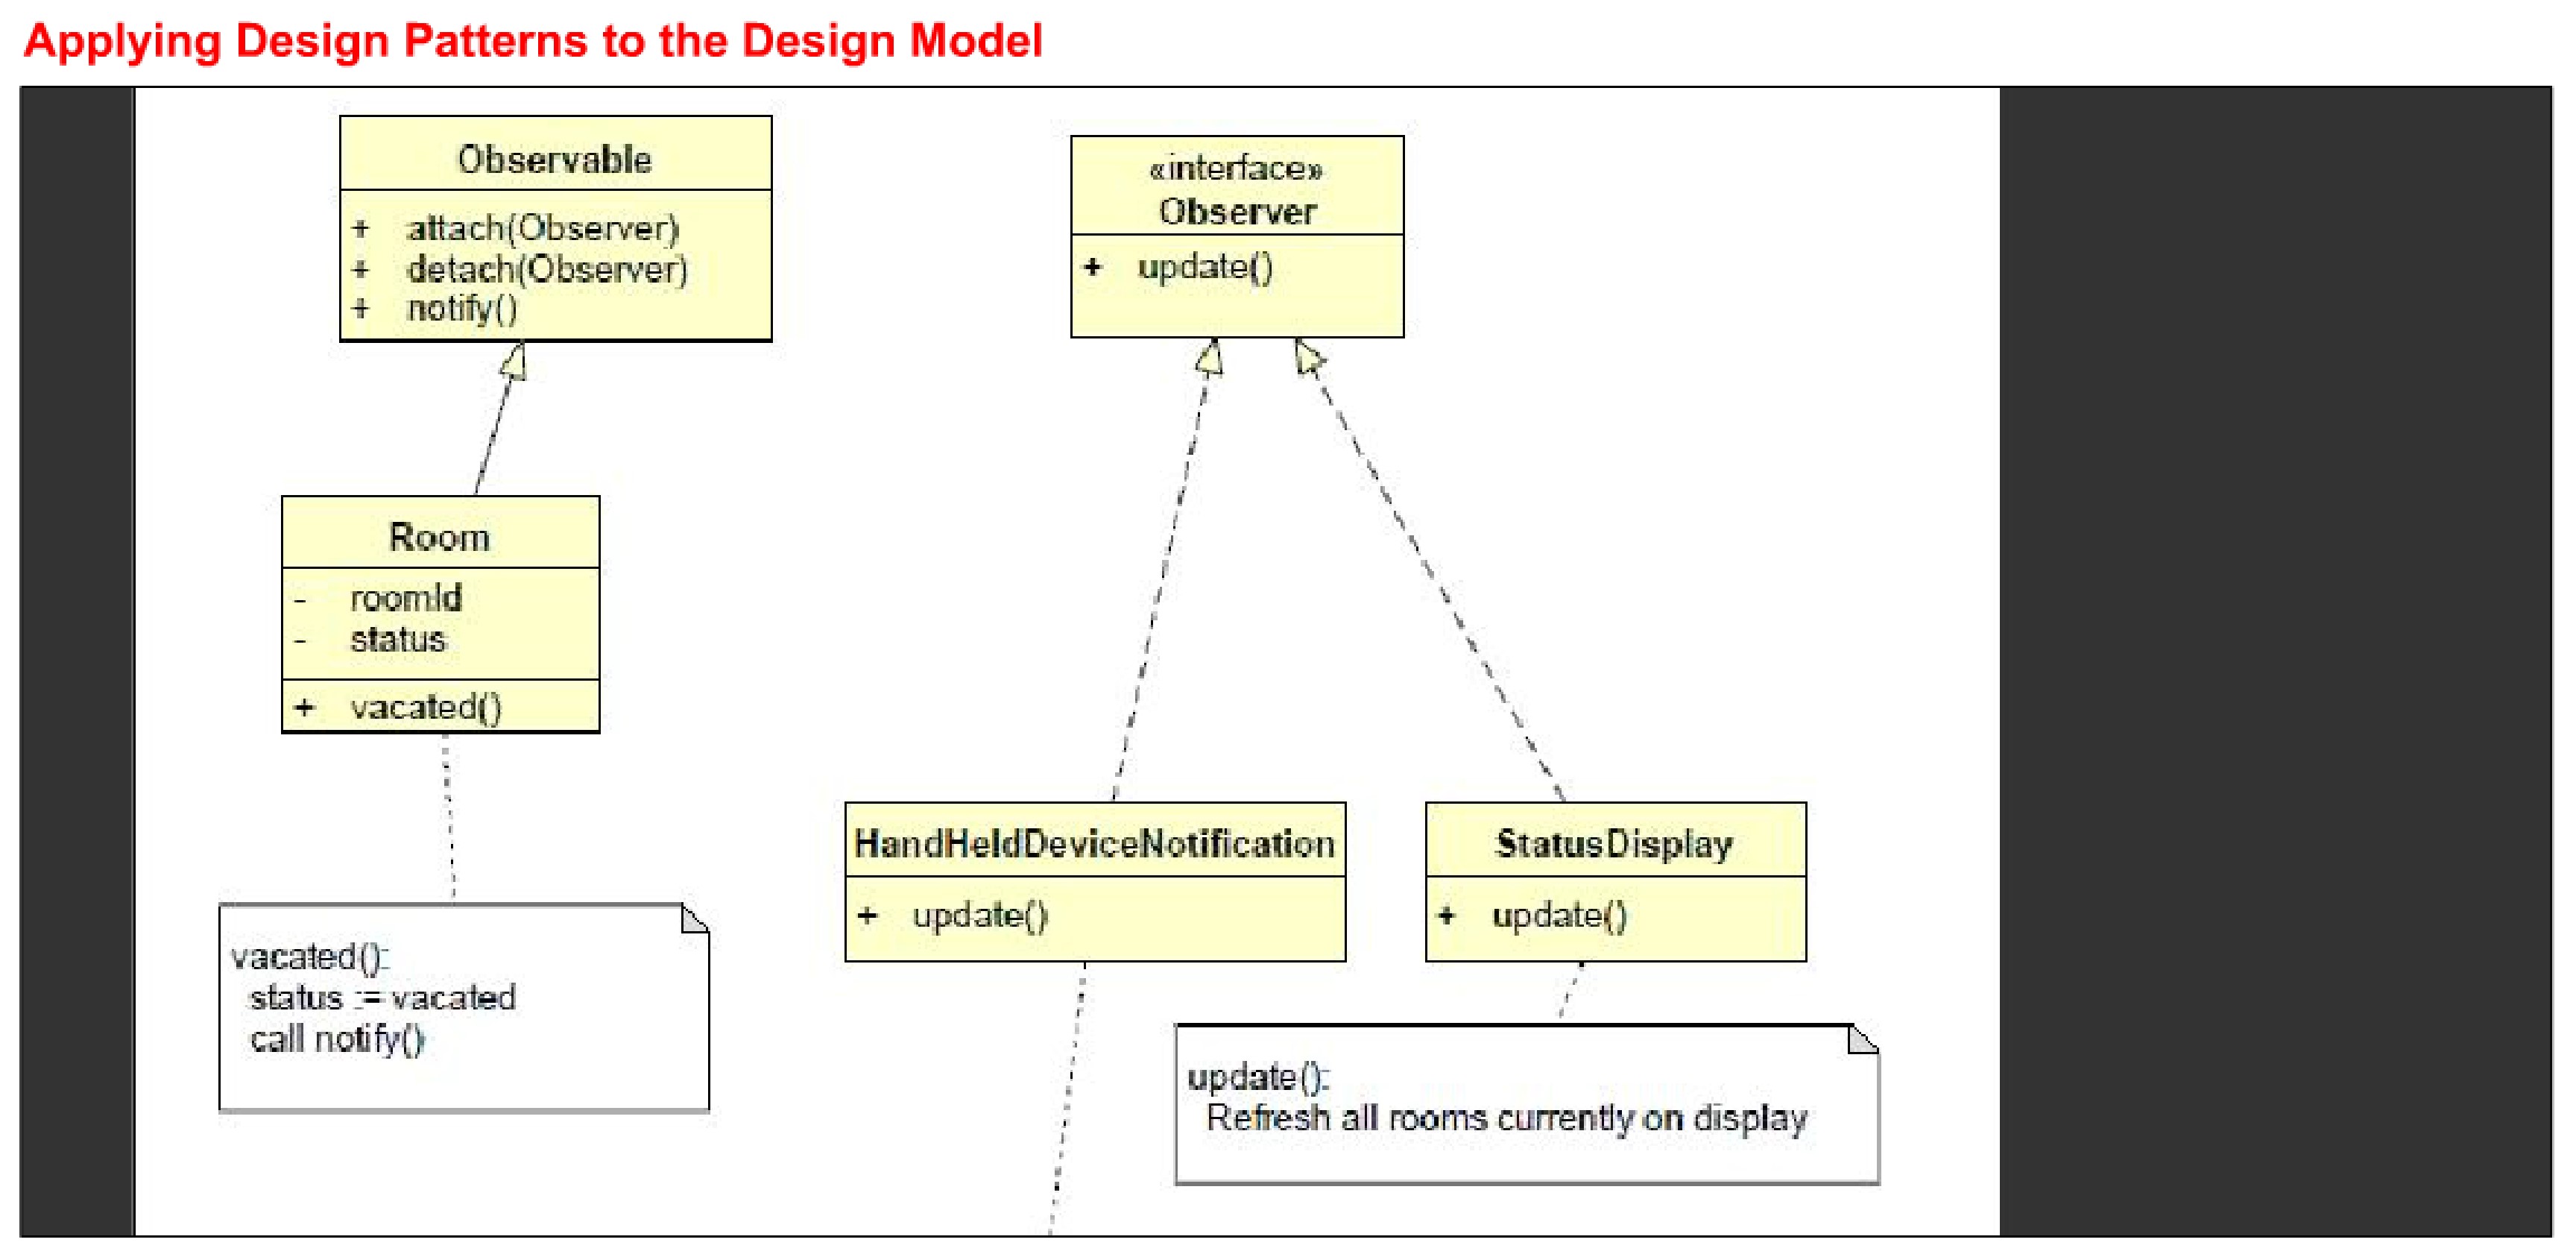 Applying Design Patterns to the Design Model
Observable
+ attach(Observer)
+ detach(Observer)
+ notify()
«interface»
Observer
+ update()
Room
- roomId
- status
+ vacated()
HandHeldDeviceNotification
+ update()
StatusDisplay
+ update()
vacated():
status := vacated
call notify()
update():
Refresh all rooms currently on display